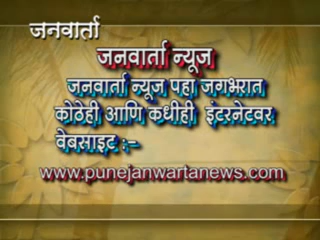 जनवार्ता
जनवार्ता न्यूज
जनवार्ता न्यूज पहा जगभरात
कोठेही आणि कधीही इंटरनेटवर
वेबसाइट :-
www.punejanwartanews.com